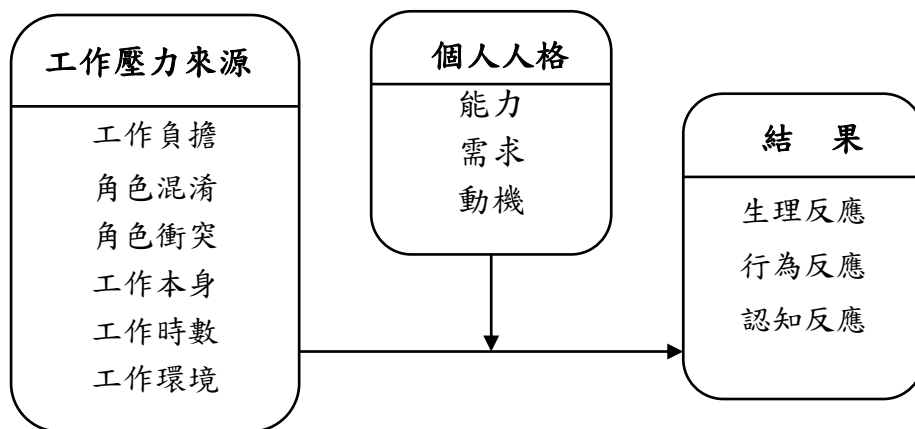 工作壓力來源
工作負擔
角色混淆
角色衝突
工作本身
工作時數
工作環境
個人人格
能力
需求
動機
結 果
生理反應
行為反應
認知反應